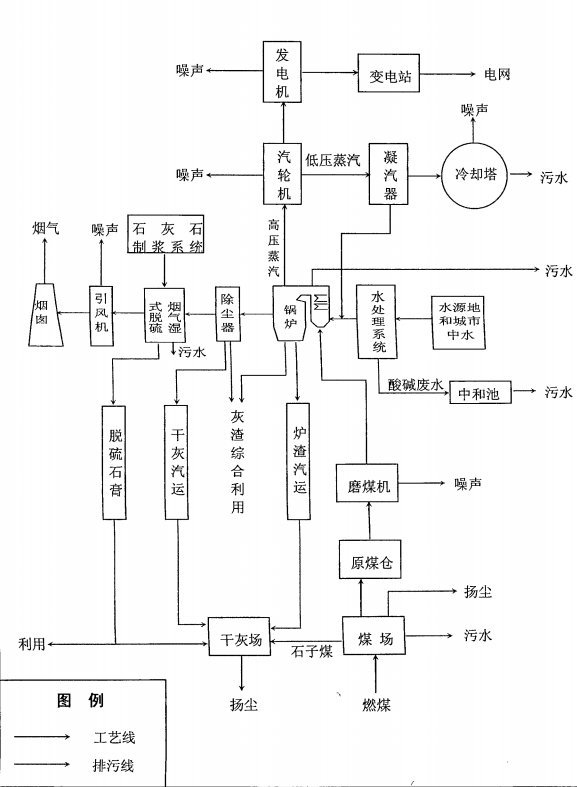 发电机
噪声
变电站
电网
噪声
汽轮机
噪声
低压蒸汽
凝汽器
冷却塔
污水
高压蒸汽
烟气
噪声
石灰石
制浆系统
污水
烟囱
引风机
烟气湿
式脱硫
除尘器
锅炉
水处理系统
水源地
和城市
中水
污水
酸碱废水
中和池
污水
脱硫石膏
干灰汽运
灰渣综合利用
炉渣汽运
磨煤机
噪声
原煤仓
扬尘
利用
干灰场
石子煤
煤场
污水
扬尘
燃煤
图例
工艺线
排污线